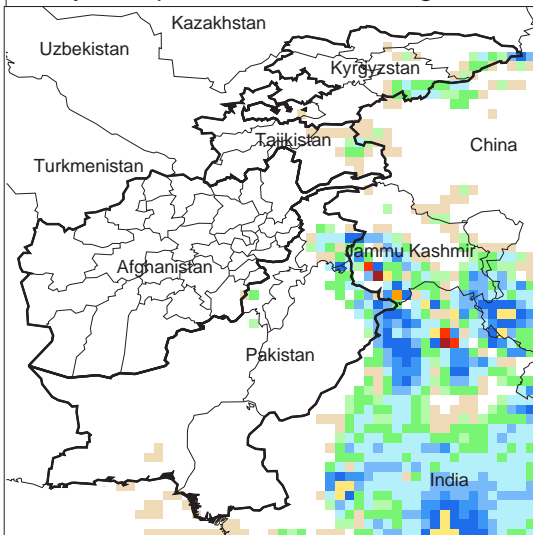 Kazakhstan
Uzbekistan
Kyrgyzstan
Tajikistan
China
Turkmenistan
Jammu Kashmir
Afghanistan
Pakistan
India